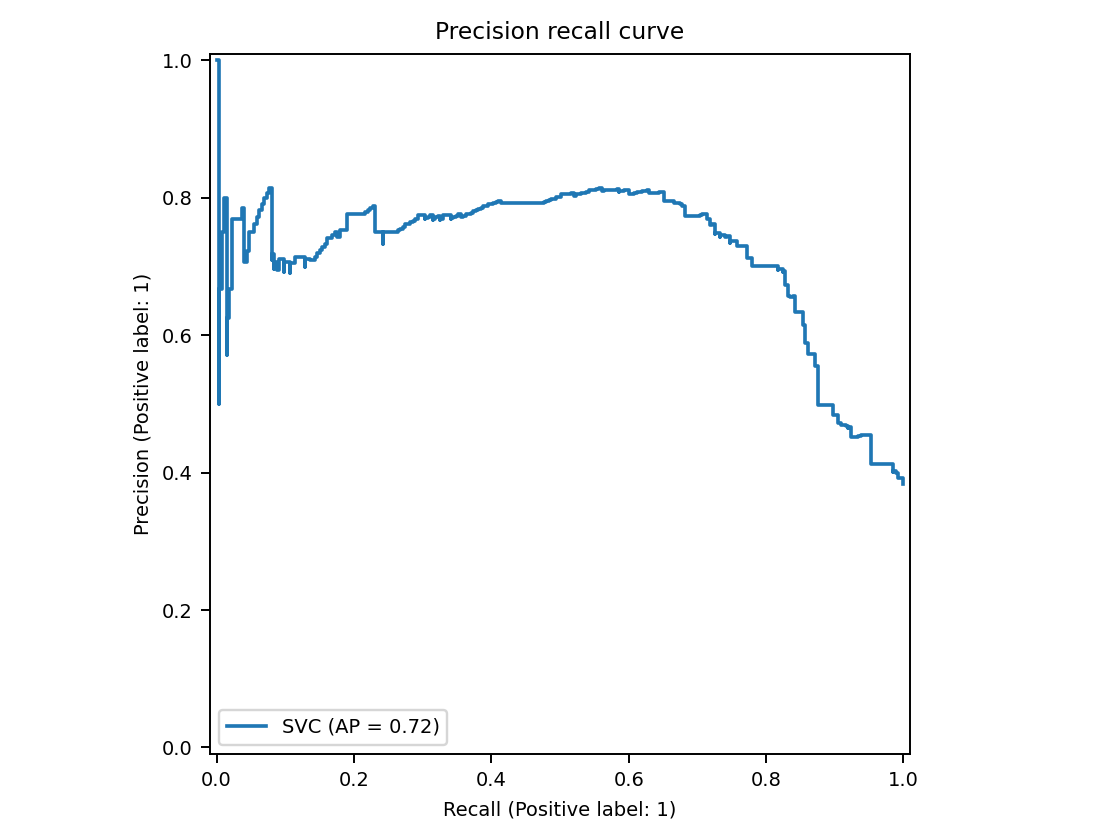 Precision recall curve
1.0
0.8
0.6
0.4
0.2
0.0
Precision (Positive label: 1)
SVC (AP = 0.72)
0.0 0.2 0.4 0.6 0.8 1.0
Recall (Positive label: 1)